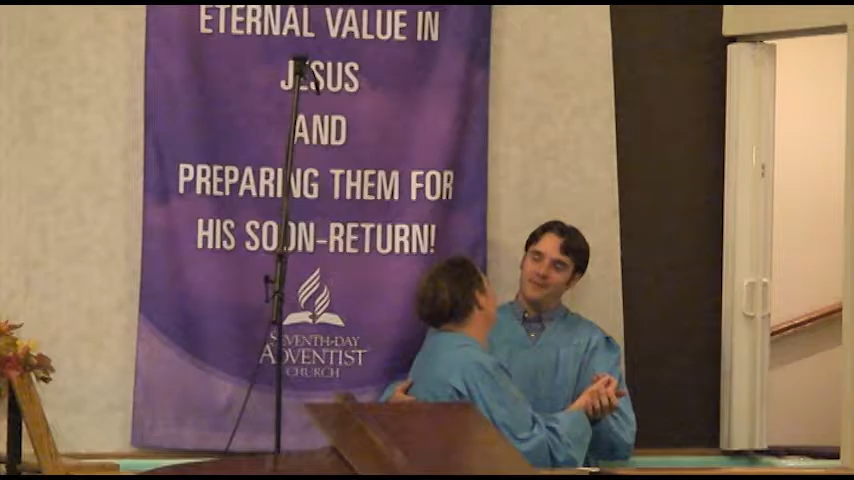 ETERNAL VALUE IN
JESUS
AND
PREPARING THEM FOR
HIS SOON-RETURN!
SEVENTH-DAY
ADVENTIST
CHURCH